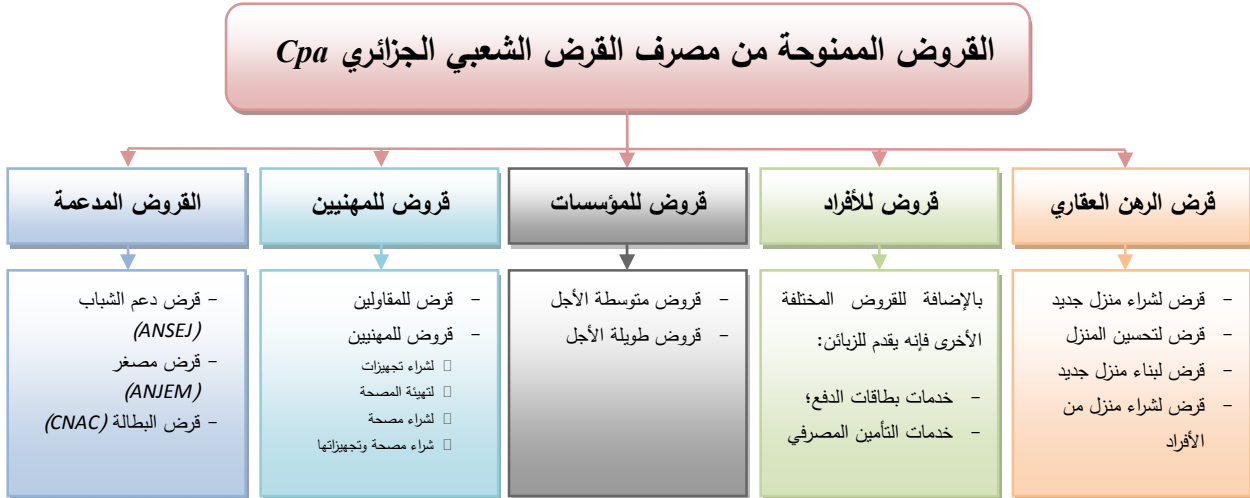 القروض الممنوحة من مصرف القرض الشعبي الجزائري Cpa
قرض الرهن العقاري
- قرض لشراء منزل جديد
- قرض لتحسين المنزل
- قرض لبناء منزل جديد
- قرض لشراء منزل من
الأفراد
قروض للأفراد
بالإضافة للقروض المختلفة
الأخرى فإنه يقدم للزبائن:
- خدمات بطاقات الدفع؛
- خدمات التأمين المصرفي
قروض للمؤسسات
- قروض متوسطة الأجل
- قروض طويلة الأجل
قروض للمهنيين
- قرض للمقاولين
- قروض للمهنيين
لشراء تجهيزات
لتهيئة المصحة
لشراء مصحة
شراء مصحة وتجهيزاتها
القروض المدعمة
- قرض دعم الشباب
(ANSEJ)
- قرض مصغر
(ANJEM)
- قرض البطالة (CNAC)